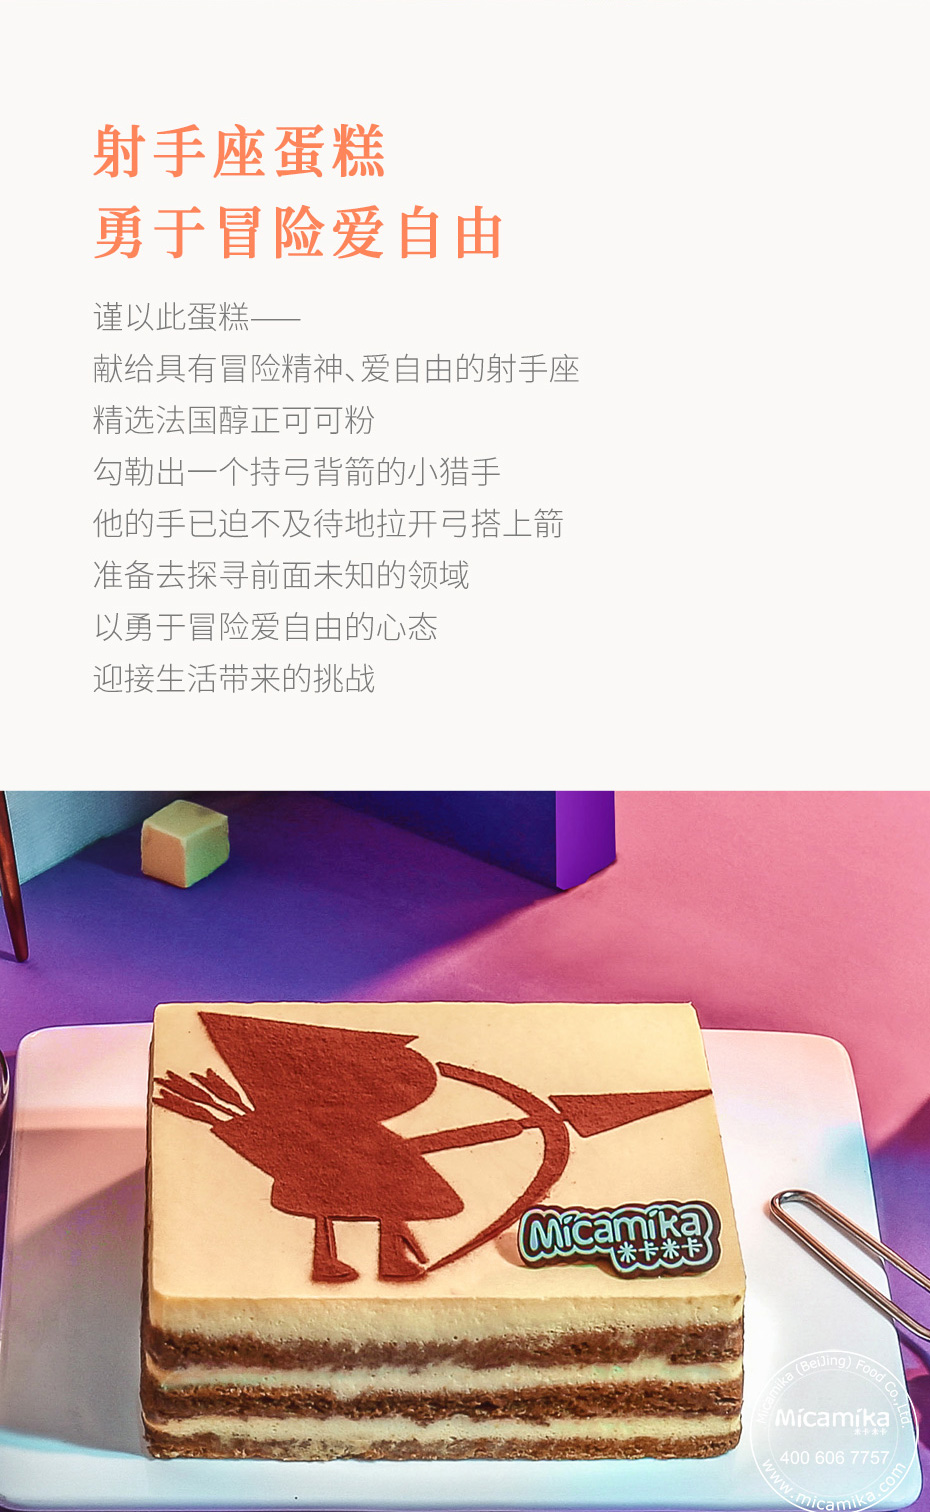 射手座蛋糕
勇于冒险爱自由
谨以此蛋糕——
献给具有冒险精神、爱自由的射手座
精选法国醇正可可粉
勾勒出一个持弓背箭的小猎手
他的手已迫不及待地拉开弓搭上箭
准备去探寻前面未知的领域
以勇于冒险爱自由的心态
迎接生活带来的挑战
Micamika
米卡米卡
Micamika (BeiJing) Food Co.,Ltd
Micamika
米卡米卡
400 606 7757
www.micamika.com